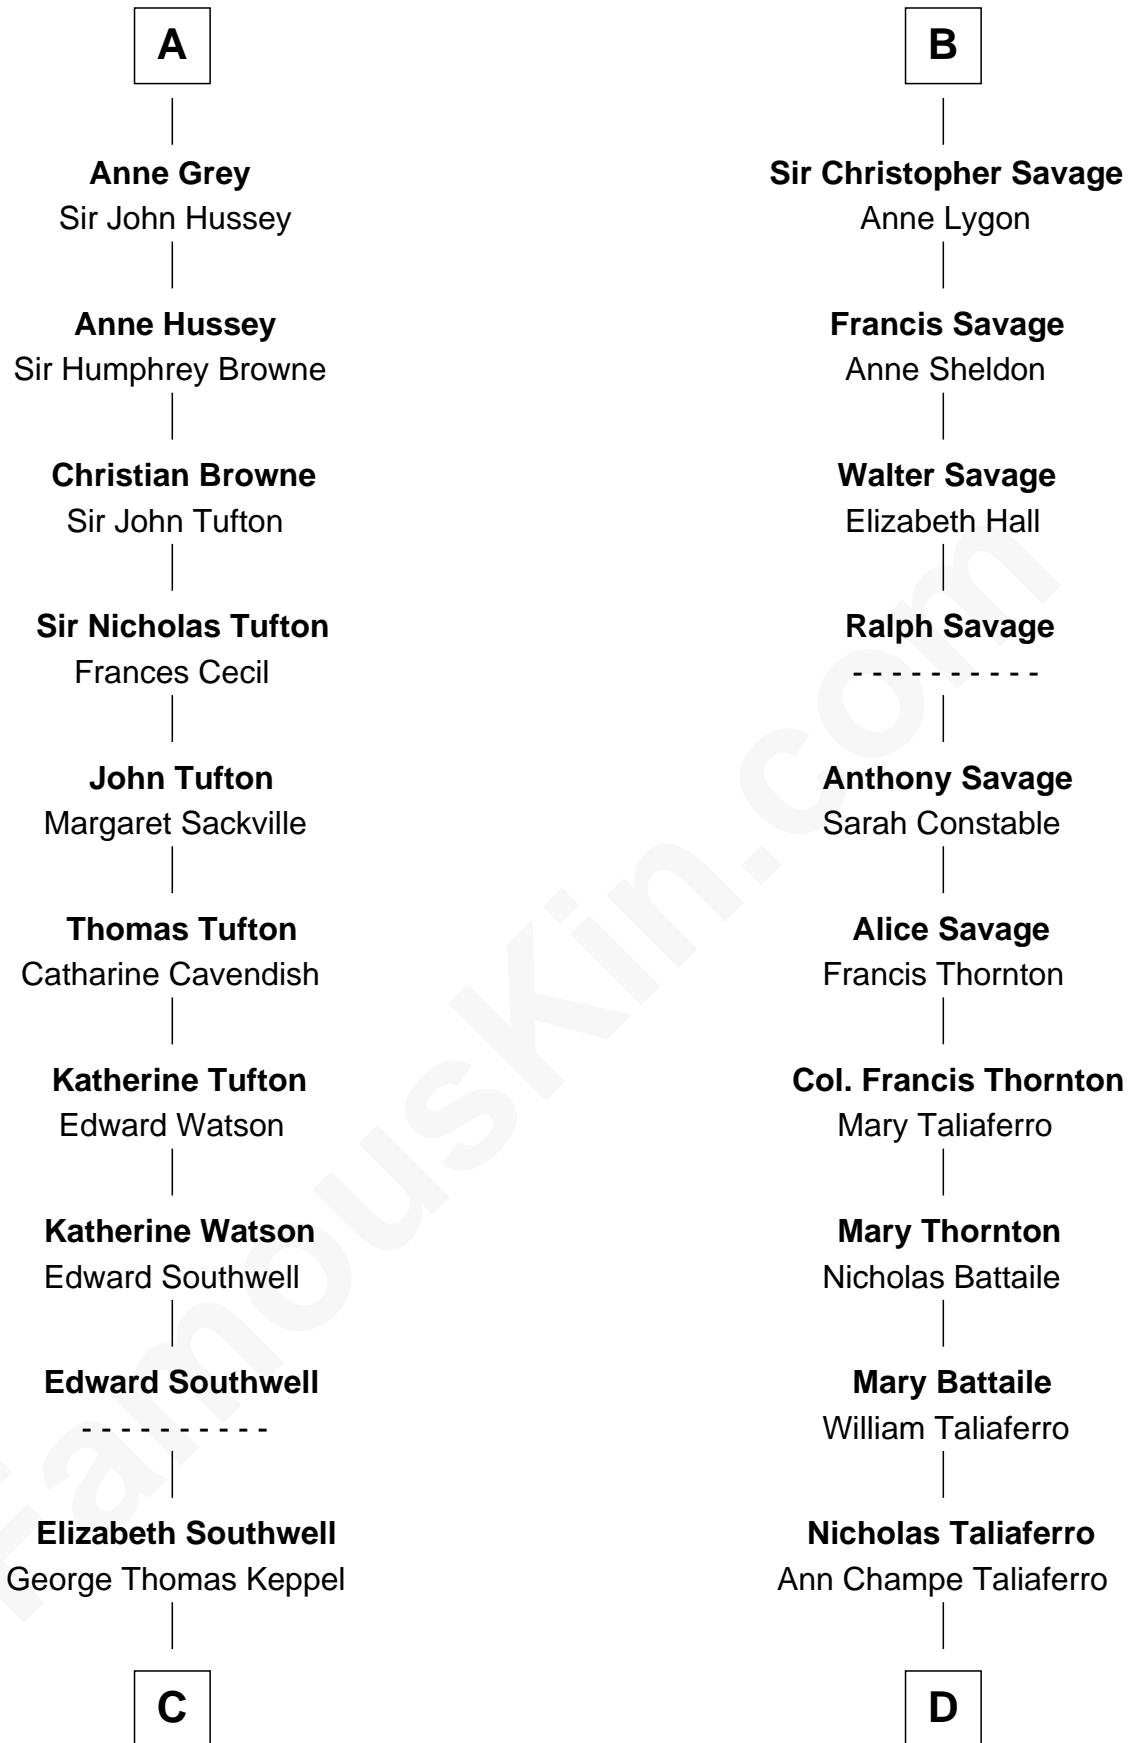 A
Anne Grey
Sir John Hussey
Anne Hussey
Sir Humphrey Browne
Christian Browne
Sir John Tufton
Sir Nicholas Tufton
Frances Cecil
John Tufton
Margaret Sackville
Thomas Tufton
Catharine Cavendish
Katherine Tufton
Edward Watson
Katherine Watson
Edward Southwell
Edward Southwell
- - - - - - - - - -
Elizabeth Southwell
George Thomas Keppel
C
B
Sir Christopher Savage
Anne Lygon
Francis Savage
Anne Sheldon
Walter Savage
Elizabeth Hall
Ralph Savage
- - - - - - - - - -
Anthony Savage
Sarah Constable
Alice Savage
Francis Thornton
Col. Francis Thornton
Mary Taliaferro
Mary Thornton
Nicholas Battaile
Mary Battaile
William Taliaferro
Nicholas Taliaferro
Ann Champe Taliaferro
D
FamousKin.com